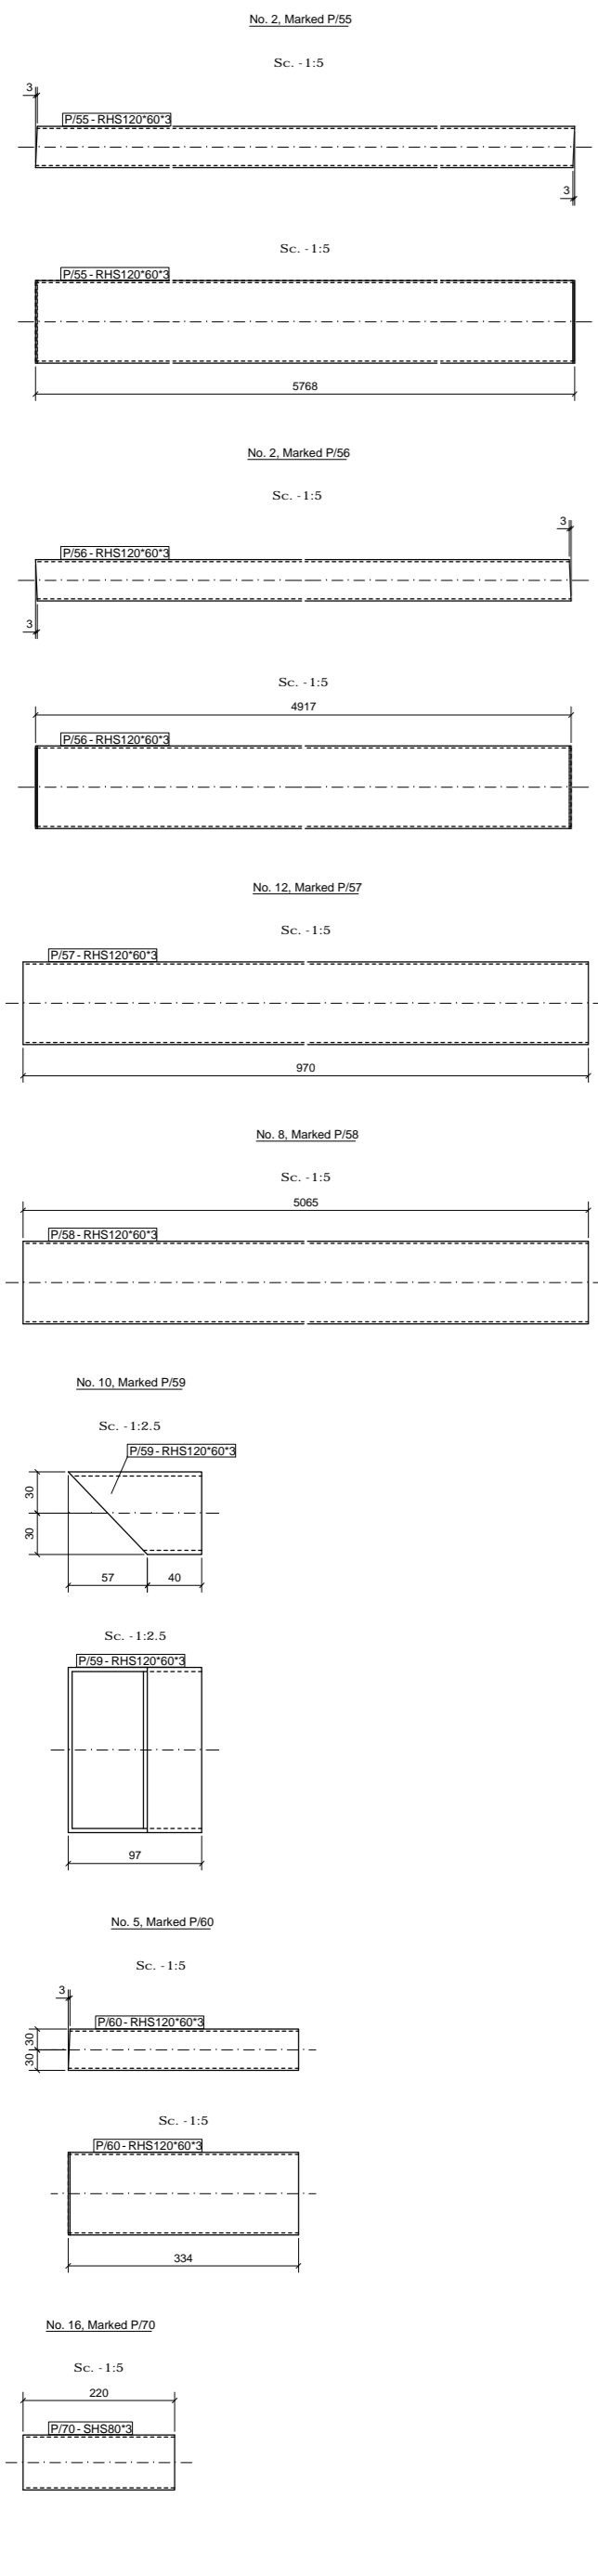 No. 2, Marked P/55
Sc. - 1:5
3
P/55 - RHS120*60*3
3
Sc. - 1:5
P/55 - RHS120*60*3
5768
No. 2, Marked P/56
Sc. - 1:5
3
P/56 - RHS120*60*3
3
Sc. - 1:5
4917
P/56 - RHS120*60*3
No. 12, Marked P/57
Sc. - 1:5
P/57 - RHS120*60*3
970
No. 8, Marked P/58
Sc. - 1:5
5065
P/58 - RHS120*60*3
No. 10, Marked P/59
Sc. - 1:2.5
P/59 - RHS120*60*3
30
30
57 40
Sc. - 1:2.5
P/59 - RHS120*60*3
97
No. 5, Marked P/60
Sc. - 1:5
3
P/60 - RHS120*60*3
30
30
Sc. - 1:5
P/60 - RHS120*60*3
334
No. 16, Marked P/70
Sc. - 1:5
220
P/70 - SHS80*3